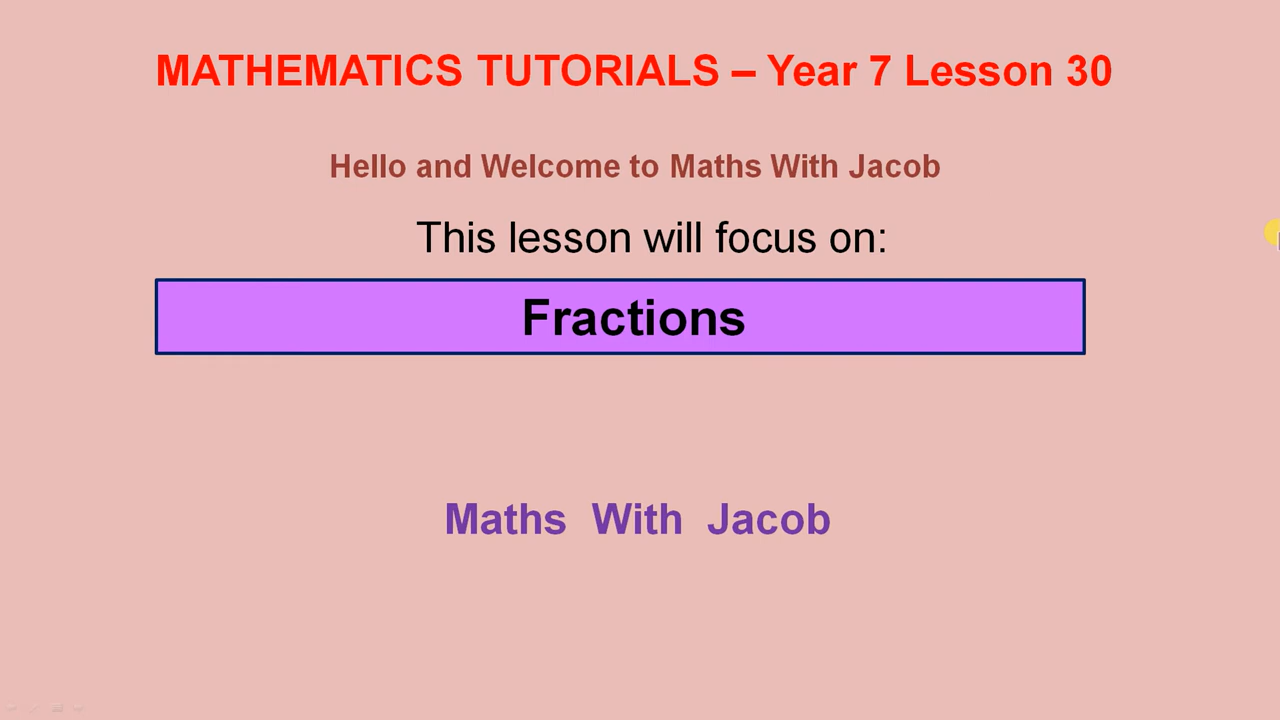 MATHEMATICS TUTORIALS – Year 7 Lesson 30
Hello and Welcome to Maths With Jacob
This lesson will focus on:
Fractions
Maths With Jacob